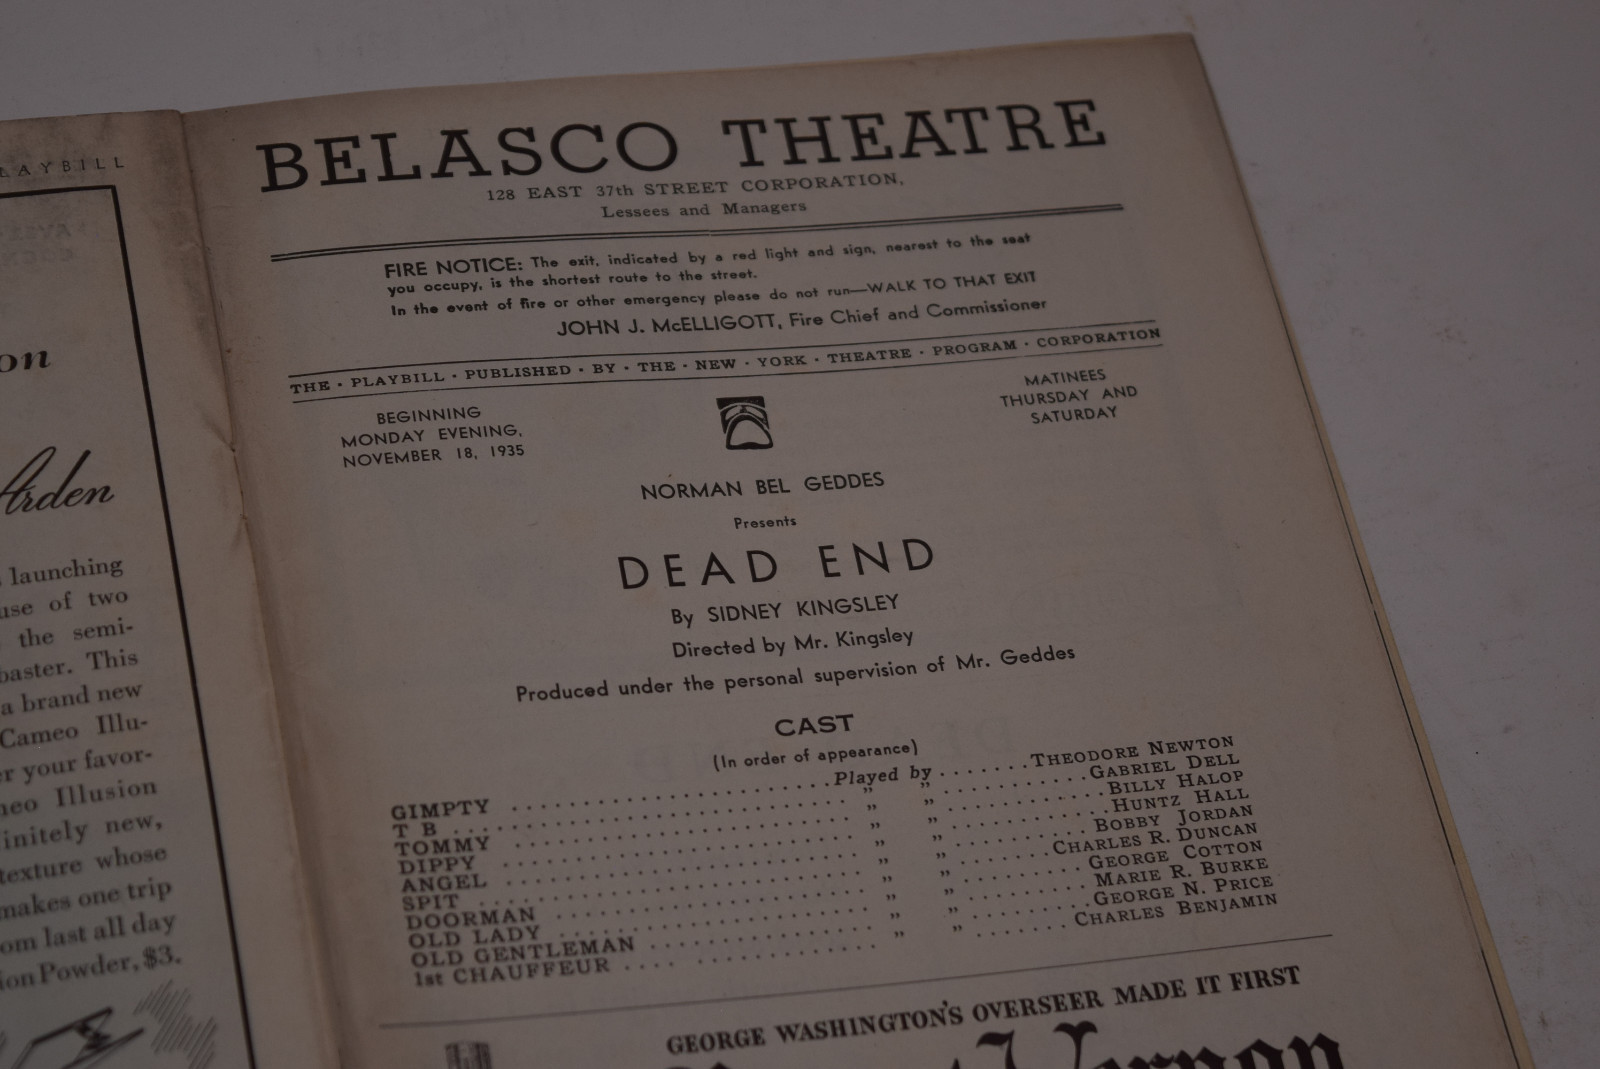 LAYBILL
on
Arden
launching
use of two
the semi-
baster. This
a brand new
Cameo Illu-
er your favor-
meo Illusion
initely new,
texture whose
makes one trip
om last all day
ion Powder, $3.
BELASCO THEATRE
128 EAST 37th STREET CORPORATION,
Lessees and Managers
FIRE NOTICE: The exit, indicated by a red light and sign, nearest to the seat
you occupy, is the shortest route to the street.
In the event of fire or other emergency please do not run—WALK TO THAT EXIT
JOHN J. McELLIGOTT, Fire Chief and Commissioner
THE · PLAYBILL · PUBLISHED · BY · THE · NEW · YORK · THEATRE · PROGRAM · CORPORATION
BEGINNING
MONDAY EVENING,
NOVEMBER 18, 1935
MATINEES
THURSDAY AND
SATURDAY
NORMAN BEL GEDDES
Presents
DEAD END
By SIDNEY KINGSLEY
Directed by Mr. Kingsley
Produced under the personal supervision of Mr. Geddes
CAST
(In order of appearance)
GIMPTY ........ Played by ........ THEODORE NEWTON
T B ........ " " ........ GABRIEL DELL
TOMMY ........ " " ........ BILLY HALOP
DIPPY ........ " " ........ HUNTZ HALL
ANGEL ........ " " ........ BOBBY JORDAN
SPIT ........ " " ........ CHARLES R. DUNCAN
DOORMAN ........ " " ........ GEORGE COTTON
OLD LADY ........ " " ........ MARIE R. BURKE
OLD GENTLEMAN ........ " " ........ GEORGE N. PRICE
1st CHAUFFEUR ........ " " ........ CHARLES BENJAMIN
GEORGE WASHINGTON'S OVERSEER MADE IT FIRST
Vernon